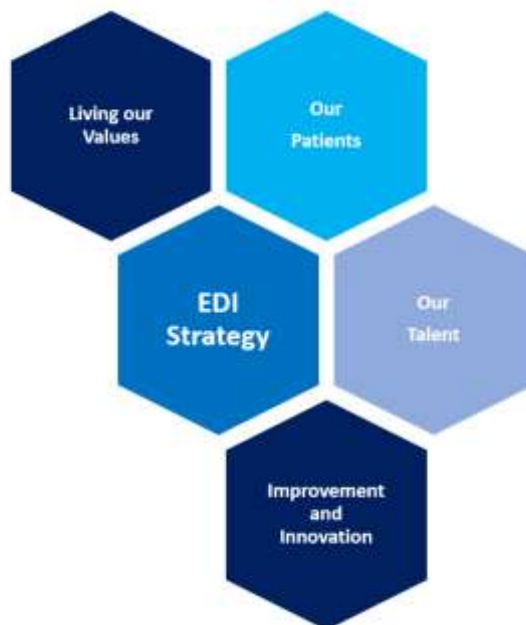 Living our
Values
Our
Patients
EDI
Strategy
Our
Talent
Improvement
and
Innovation